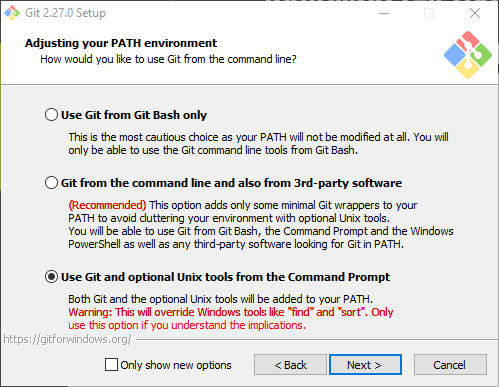 Git 2.27.0 Setup
Adjusting your PATH environment
How would you like to use Git from the command line?
Use Git from Git Bash only
This is the most cautious choice as your PATH will not be modified at all. You will
only be able to use the Git command line tools from Git Bash.
Git from the command line and also from 3rd-party software
(Recommended) This option adds only some minimal Git wrappers to your
PATH to avoid cluttering your environment with optional Unix tools.
You will be able to use Git from Git Bash, the Command Prompt and the Windows
PowerShell as well as any third-party software looking for Git in PATH.
Use Git and optional Unix tools from the Command Prompt
Both Git and the optional Unix tools will be added to your PATH.
Warning: This will override Windows tools like "find" and "sort". Only
use this option if you understand the implications.
https://gitforwindows.org/
Only show new options
< Back
Next >
Cancel